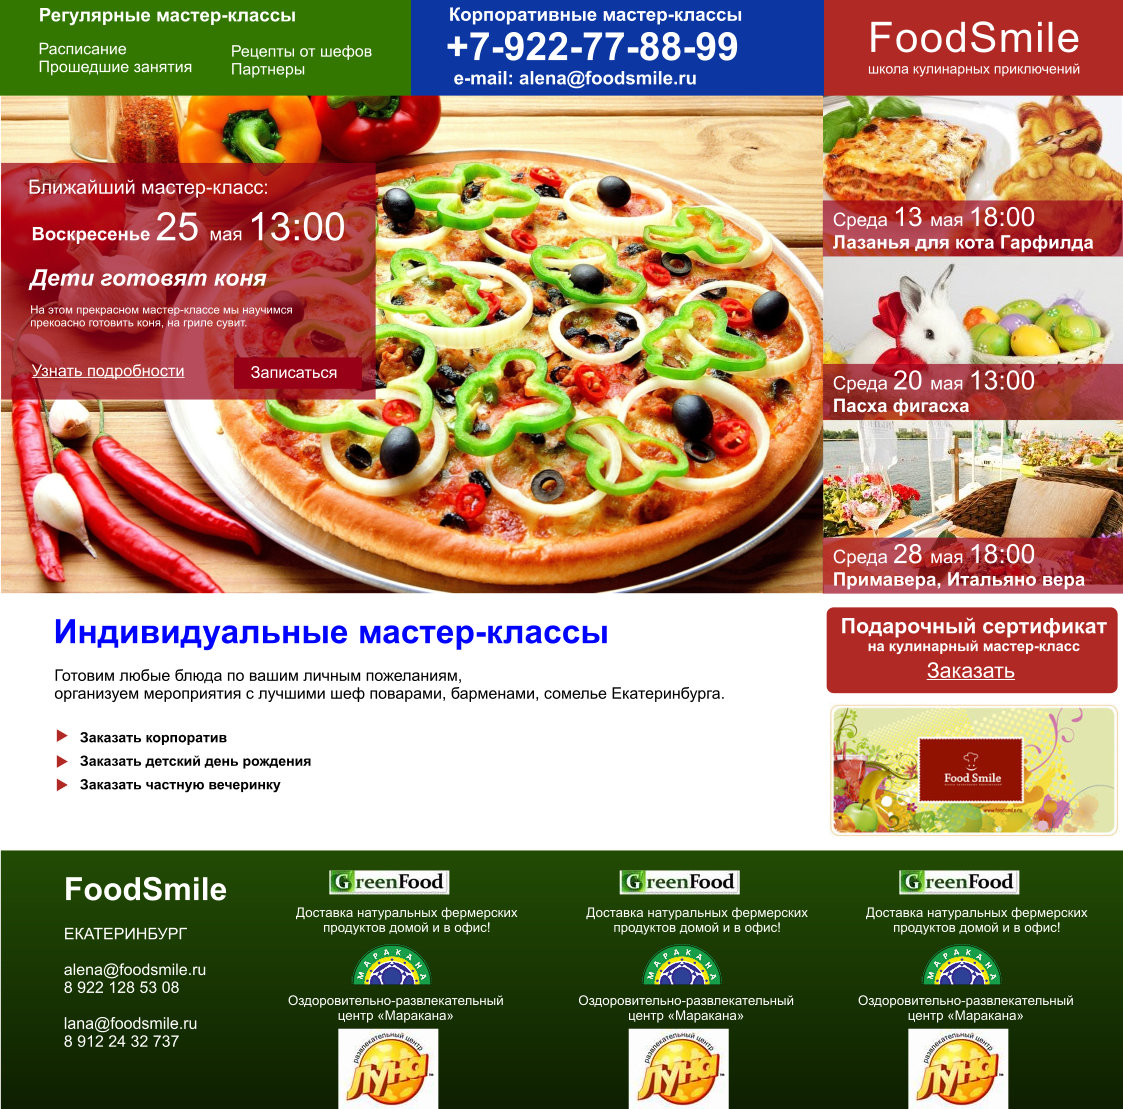 Регулярные мастер-классы
Расписание
Прошедшие занятия
Рецепты от шефов
Партнеры
Корпоративные мастер-классы
+7-922-77-88-99
e-mail: alena@foodsmile.ru
FoodSmile
школа кулинарных приключений
Ближайший мастер-класс:
Воскресенье 25 мая 13:00
Дети готовят коня
На этом прекрасном мастер-классе мы научимся
прекоасно готовить коня, на гриле сувит.
Узнать подробности
Записаться
Среда 13 мая 18:00
Лазанья для кота Гарфилда
Среда 20 мая 13:00
Пасха фигасха
Среда 28 мая 18:00
Примавера, Итальяно вера
Индивидуальные мастер-классы
Готовим любые блюда по вашим личным пожеланиям,
организуем мероприятия с лучшими шеф поварами, барменами, сомелье Екатеринбурга.
Заказать корпоратив
Заказать детский день рождения
Заказать частную вечеринку
Подарочный сертификат
на кулинарный мастер-класс
Заказать
Food Smile
FoodSmile
ЕКАТЕРИНБУРГ
alena@foodsmile.ru
8 922 128 53 08
lana@foodsmile.ru
8 912 24 32 737
GreenFood
Доставка натуральных фермерских
продуктов домой и в офис!
МАРАКАНА
Оздоровительно-развлекательный
центр «Маракана»
развлекательный центр
Луна
GreenFood
Доставка натуральных фермерских
продуктов домой и в офис!
МАРАКАНА
Оздоровительно-развлекательный
центр «Маракана»
развлекательный центр
Луна
GreenFood
Доставка натуральных фермерских
продуктов домой и в офис!
МАРАКАНА
Оздоровительно-развлекательный
центр «Маракана»
развлекательный центр
Луна